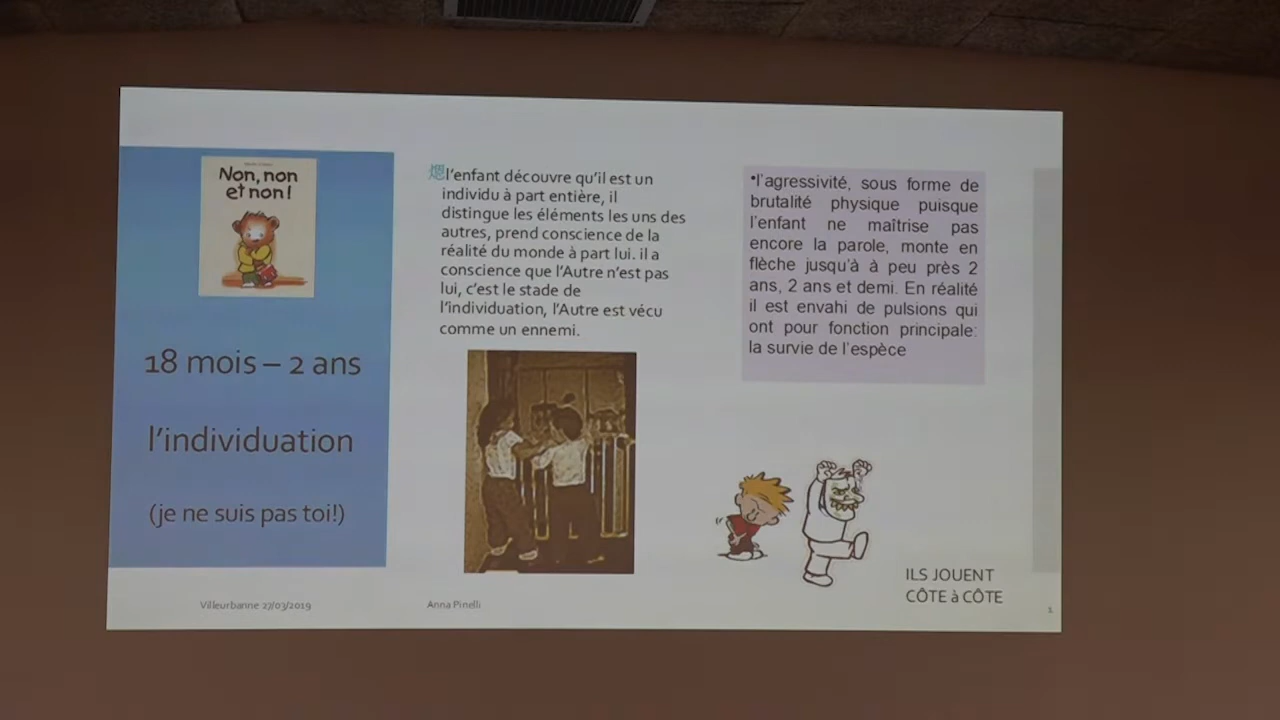 Non, non
et non !
18 mois – 2 ans
l'individuation
(je ne suis pas toi!)
l'enfant découvre qu'il est un
individu à part entière, il
distingue les éléments les uns des
autres, prend conscience de la
réalité du monde à part lui. il a
conscience que l'Autre n'est pas
lui, c'est le stade de
l'individuation, l'Autre est vécu
comme un ennemi.
•l'agressivité, sous forme de
brutalité physique puisque
l'enfant ne maîtrise pas
encore la parole, monte en
flèche jusqu'à à peu près 2
ans, 2 ans et demi. En réalité
il est envahi de pulsions qui
ont pour fonction principale:
la survie de l'espèce
ILS JOUENT
CÔTE à CÔTE
Villeurbanne 27/03/2019
Anna Pinelli